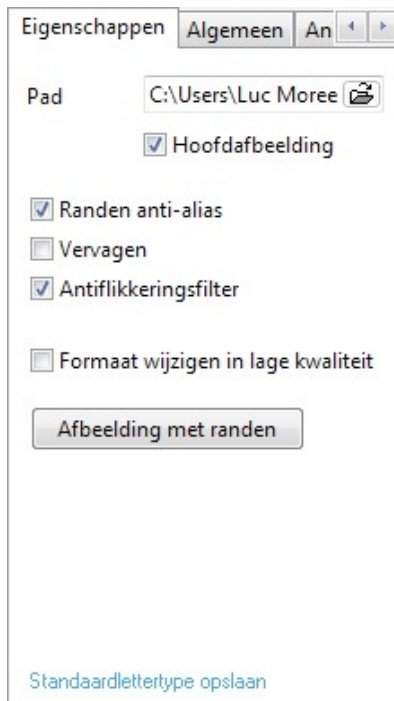 Eigenschappen Algemeen An
Pad C:\Users\Luc Moree
Hoofdafbeelding
Randen anti-alias
Vervagen
Antiflikkeringsfilter
Formaat wijzigen in lage kwaliteit
Afbeelding met randen
Standaardlettertype opslaan